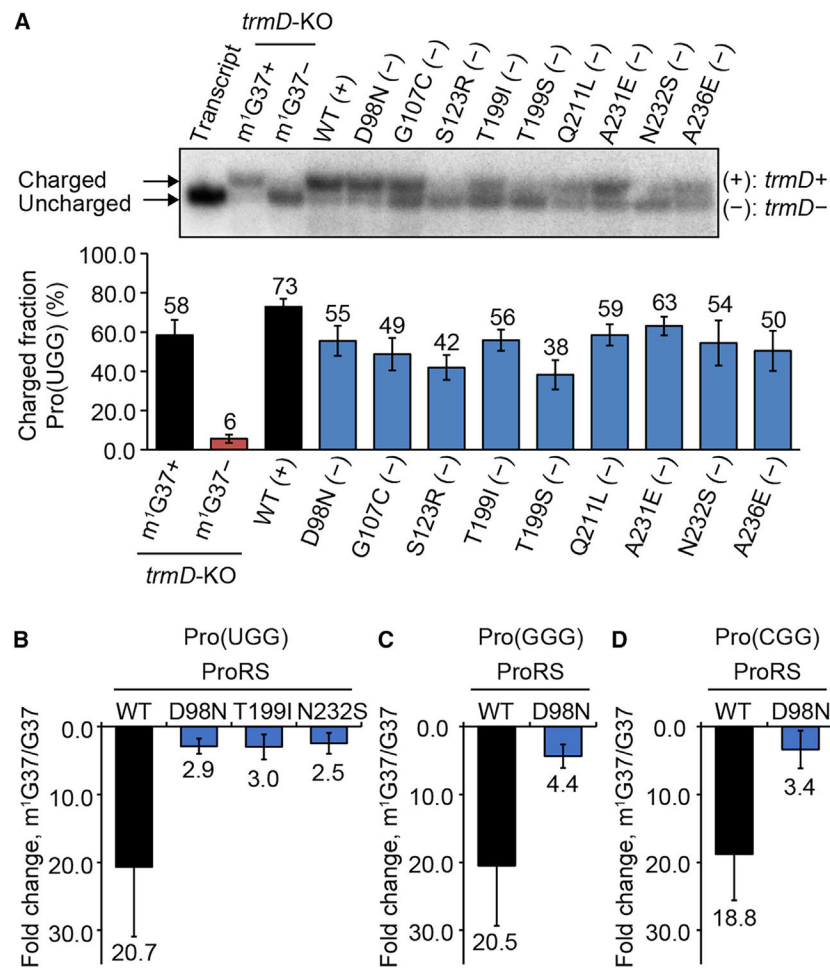 A
trmD-KO
Transcript
m¹G37+
m¹G37−
WT (+)
D98N (−)
G107C (−)
S123R (−)
T199I (−)
T199S (−)
Q211L (−)
A231E (−)
N232S (−)
A236E (−)
Charged
Uncharged
(+): trmD+
(−): trmD−
Charged fraction
Pro(UGG) (%)
100.0
80.0
60.0
40.0
20.0
0.0
58
6
73
55
49
42
56
38
59
63
54
50
m¹G37+
m¹G37−
WT (+)
D98N (−)
G107C (−)
S123R (−)
T199I (−)
T199S (−)
Q211L (−)
A231E (−)
N232S (−)
A236E (−)
trmD-KO
B
Pro(UGG)
ProRS
WT D98N T199I N232S
Fold change, m¹G37/G37
0.0
10.0
20.0
30.0
20.7
2.9
3.0
2.5
C
Pro(GGG)
ProRS
WT D98N
Fold change, m¹G37/G37
0.0
10.0
20.0
30.0
20.5
4.4
D
Pro(CGG)
ProRS
WT D98N
Fold change, m¹G37/G37
0.0
10.0
20.0
30.0
18.8
3.4